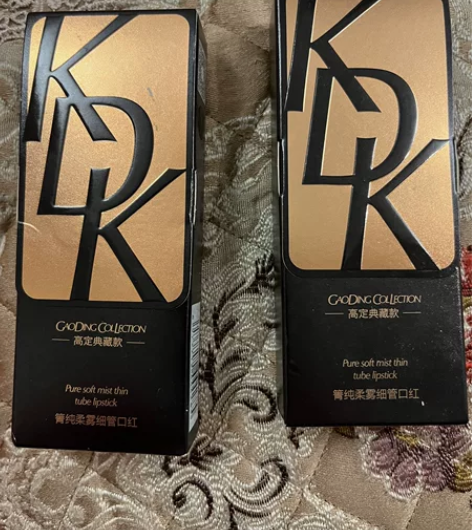 KDK
GAODING COLLECTION
高定典藏款
Pure soft mist thin
tube lipstick
箐纯柔雾细管口红
KDK
GAODING COLLECTION
高定典藏款
Pure soft mist thin
tube lipstick
箐纯柔雾细管口红